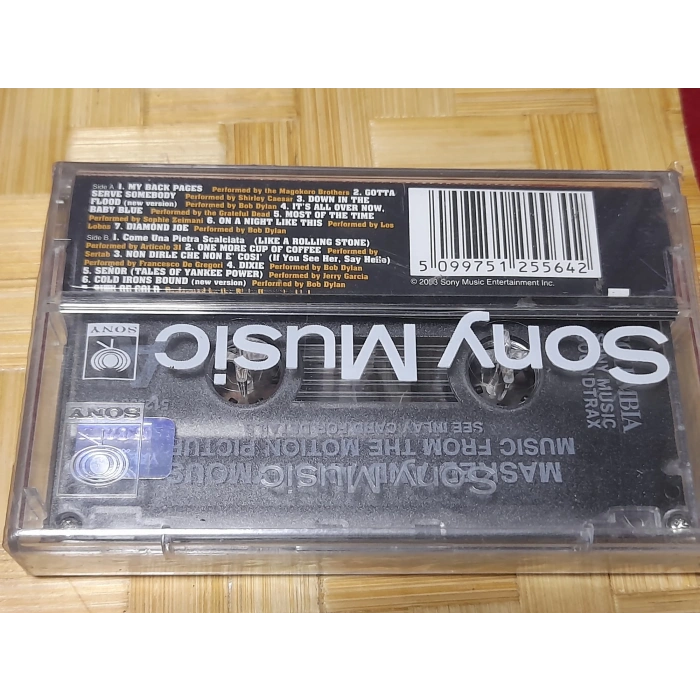 Side A 1. MY BACK PAGES Performed by the Magokoro Brothers 2. GOTTA
SERVE SOMEBODY Performed by Shirley Caesar 3. DOWN IN THE
FLOOD (new version) Performed by Bob Dylan 4. IT'S ALL OVER NOW,
BABY BLUE Performed by the Grateful Dead 5. MOST OF THE TIME
Performed by Sophie Zelmani 6. ON A NIGHT LIKE THIS Performed by Los
Lobos 7. DIAMOND JOE Performed by Bob Dylan
Side B 1. Come Una Pietra Scalciata (LIKE A ROLLING STONE)
Performed by Articolo 31 2. ONE MORE CUP OF COFFEE Performed by
Sertab 3. NON DIRLE CHE NON E' COSI' (If You See Her, Say Hello)
Performed by Francesco De Gregori 4. DIXIE Performed by Bob Dylan
5. SEÑOR (TALES OF YANKEE POWER) Performed by Jerry Garcia
6. COLD IRONS BOUND (new version) Performed by Bob Dylan
5 099751 255642
© 2003 Sony Music Entertainment Inc.
Sony Music
SONY
SONY
Sony Music
SONY MUSIC
SEE INLAY CARD FOR DETAILS
MUSIC FROM THE MOTION PICTURE